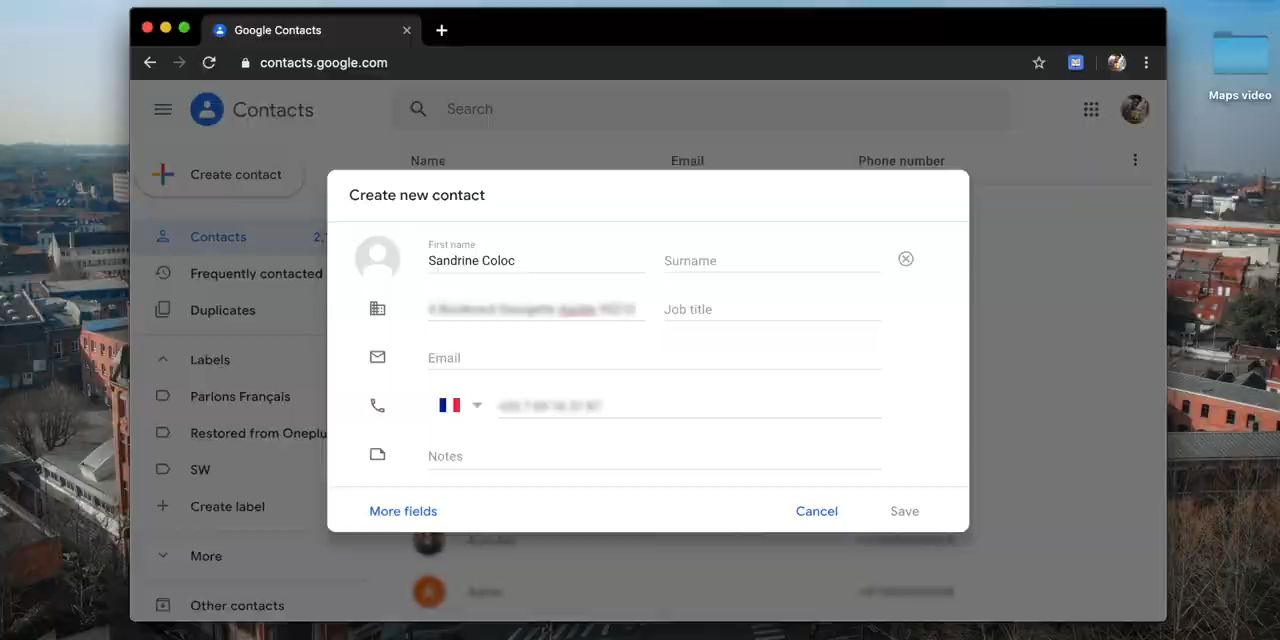 Google Contacts
contacts.google.com
Maps video
Contacts
Search
Create contact
Name Email Phone number
Create new contact
Contacts 2,
Frequently contacted
Duplicates
Labels
Parlons Français
Restored from Oneplu
SW
Create label
More
Other contacts
First name
Sandrine Coloc
Surname
Job title
Email
Notes
More fields
Cancel
Save